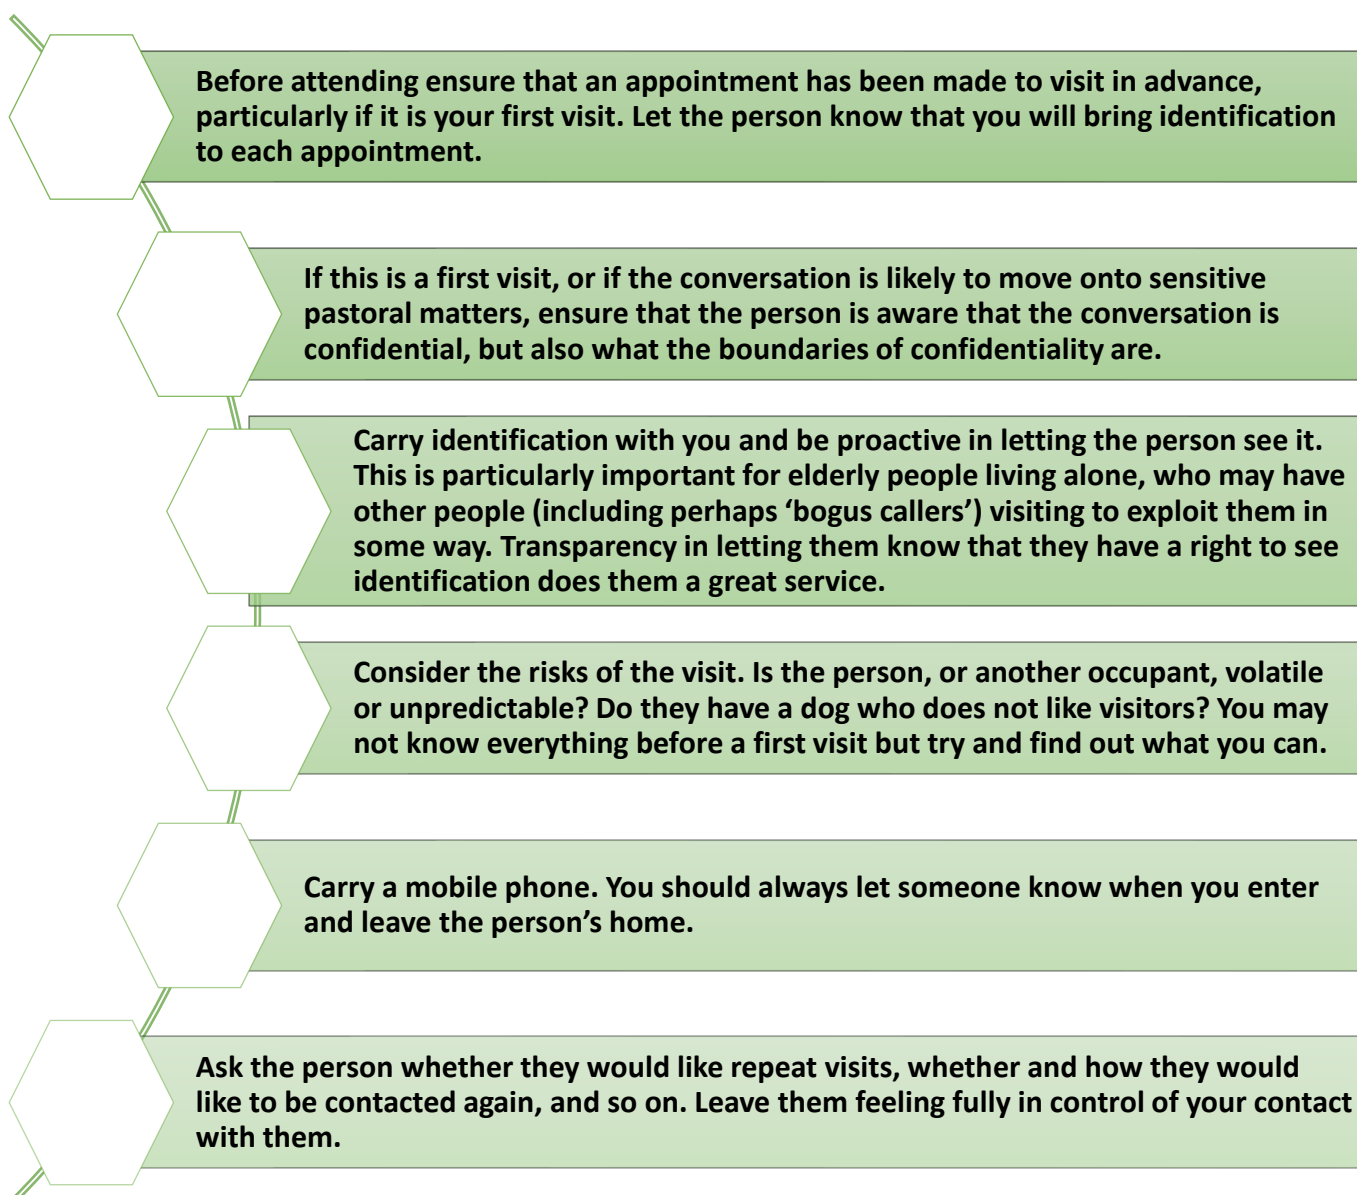 Before attending ensure that an appointment has been made to visit in advance,
particularly if it is your first visit. Let the person know that you will bring identification
to each appointment.
If this is a first visit, or if the conversation is likely to move onto sensitive
pastoral matters, ensure that the person is aware that the conversation is
confidential, but also what the boundaries of confidentiality are.
Carry identification with you and be proactive in letting the person see it.
This is particularly important for elderly people living alone, who may have
other people (including perhaps ‘bogus callers’) visiting to exploit them in
some way. Transparency in letting them know that they have a right to see
identification does them a great service.
Consider the risks of the visit. Is the person, or another occupant, volatile
or unpredictable? Do they have a dog who does not like visitors? You may
not know everything before a first visit but try and find out what you can.
Carry a mobile phone. You should always let someone know when you enter
and leave the person’s home.
Ask the person whether they would like repeat visits, whether and how they would
like to be contacted again, and so on. Leave them feeling fully in control of your contact
with them.